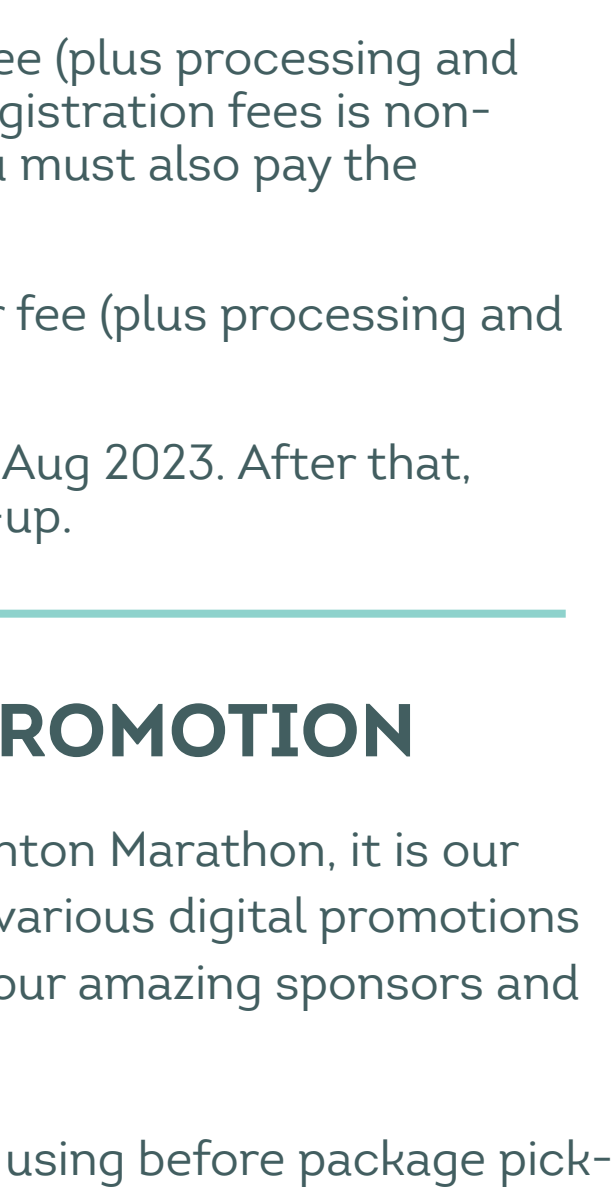 ee (plus processing and
gistration fees is non-
u must also pay the
r fee (plus processing and
Aug 2023. After that,
-up.
ROMOTION
nton Marathon, it is our
various digital promotions
our amazing sponsors and
using before package pick-